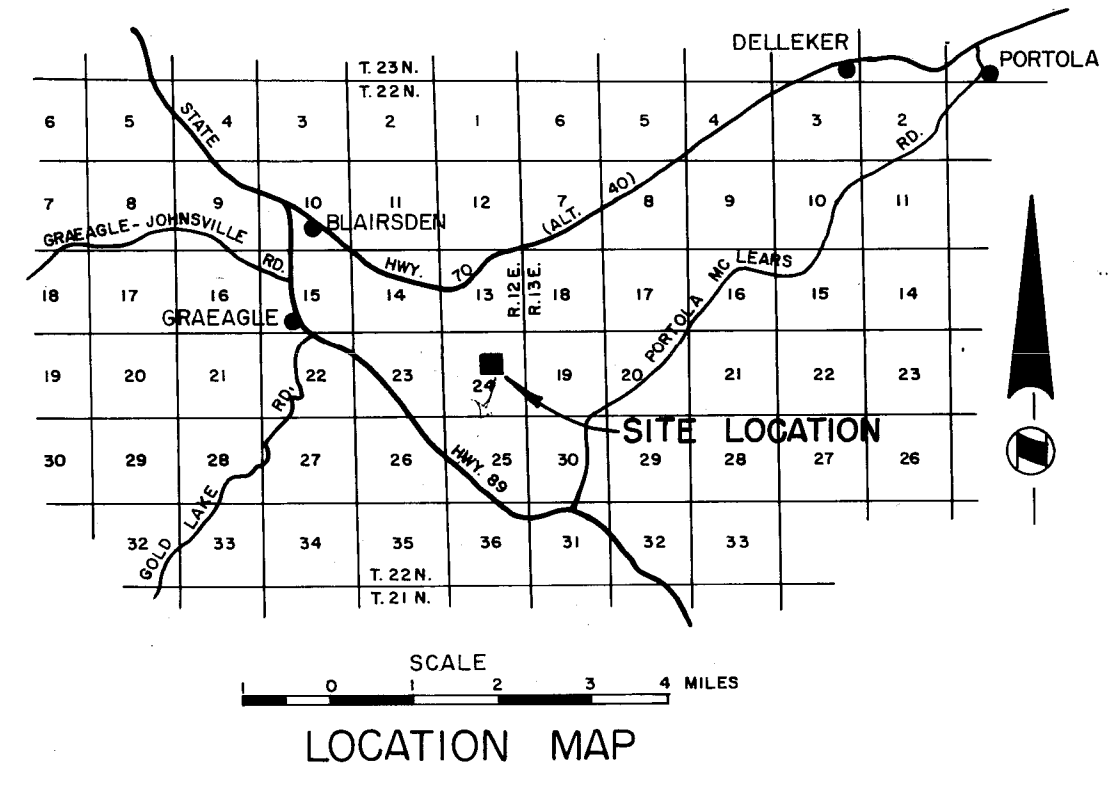 DELLEKER
PORTOLA
T. 23 N.
T. 22 N.
6 5 4 3 2 1 6 5 4 3 2
STATE
RD.
7 8 9 10 11 12 7 8 9 10 11
(ALT. 40)
BLAIRSDEN
GRAEAGLE-JOHNSVILLE
RD.
HWY. 70
R. 12 E.
R. 13 E.
PORTOLA MC LEARS
18 17 16 15 14 13 18 17 16 15 14
GRAEAGLE
19 20 21 22 23 24 19 20 21 22 23
RD.
SITE LOCATION
30 29 28 27 26 25 30 29 28 27 26
HWY. 89
GOLD LAKE
32 33 34 35 36 31 32 33
T. 22 N.
T. 21 N.
SCALE
1 0 1 2 3 4 MILES
LOCATION MAP